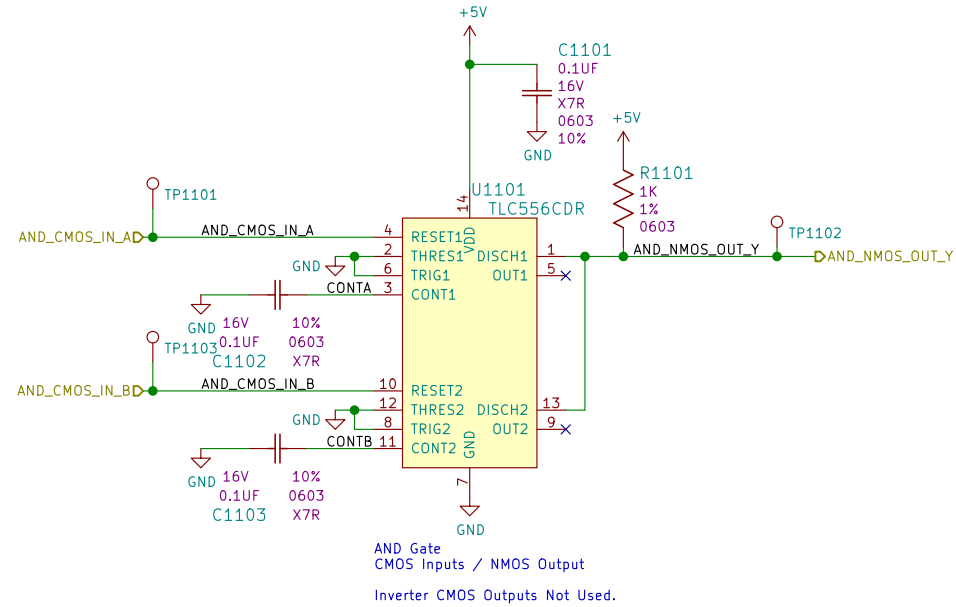 +5V
C1101
0.1UF
16V
X7R
0603
10%
GND
+5V
R1101
1K
1%
0603
U1101
TLC556CDR
TP1101
TP1102
AND_CMOS_IN_A
AND_CMOS_IN_A
4
RESET1
14
VDD
GND
2
THRES1
DISCH1
1
AND_NMOS_OUT_Y
AND_NMOS_OUT_Y
6
TRIG1
OUT1
5
CONTA
3
CONT1
GND
16V
10%
0.1UF
0603
C1102
X7R
TP1103
AND_CMOS_IN_B
AND_CMOS_IN_B
10
RESET2
GND
12
THRES2
DISCH2
13
8
TRIG2
OUT2
9
CONTB
11
CONT2
GND
7
GND
16V
10%
0.1UF
0603
C1103
X7R
GND
AND Gate
CMOS Inputs / NMOS Output
Inverter CMOS Outputs Not Used.